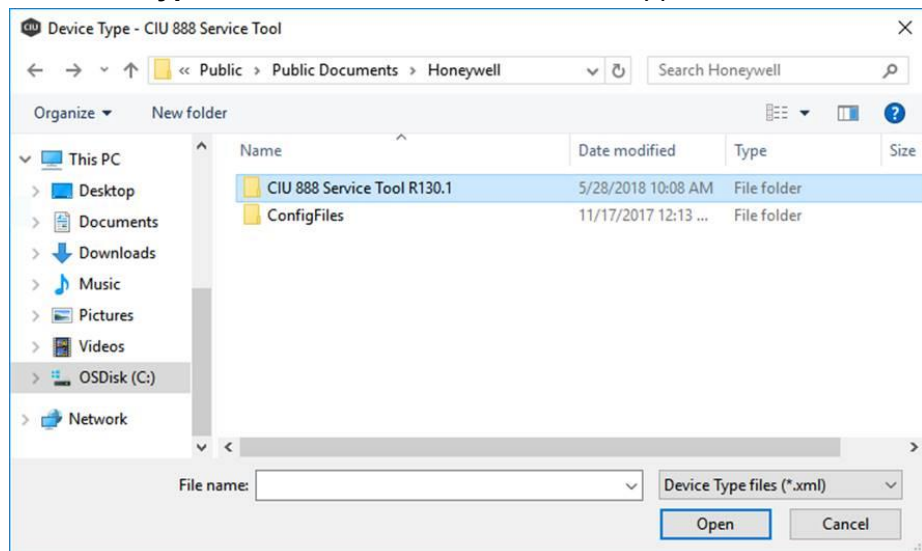 CIU Device Type - CIU 888 Service Tool
« Public > Public Documents > Honeywell
Search Honeywell
Organize
New folder
Name Date modified Type Size
This PC
Desktop
Documents
Downloads
Music
Pictures
Videos
OSDisk (C:)
Network
CIU 888 Service Tool R130.1 5/28/2018 10:08 AM File folder
ConfigFiles 11/17/2017 12:13 ... File folder
File name:
Device Type files (*.xml)
Open Cancel